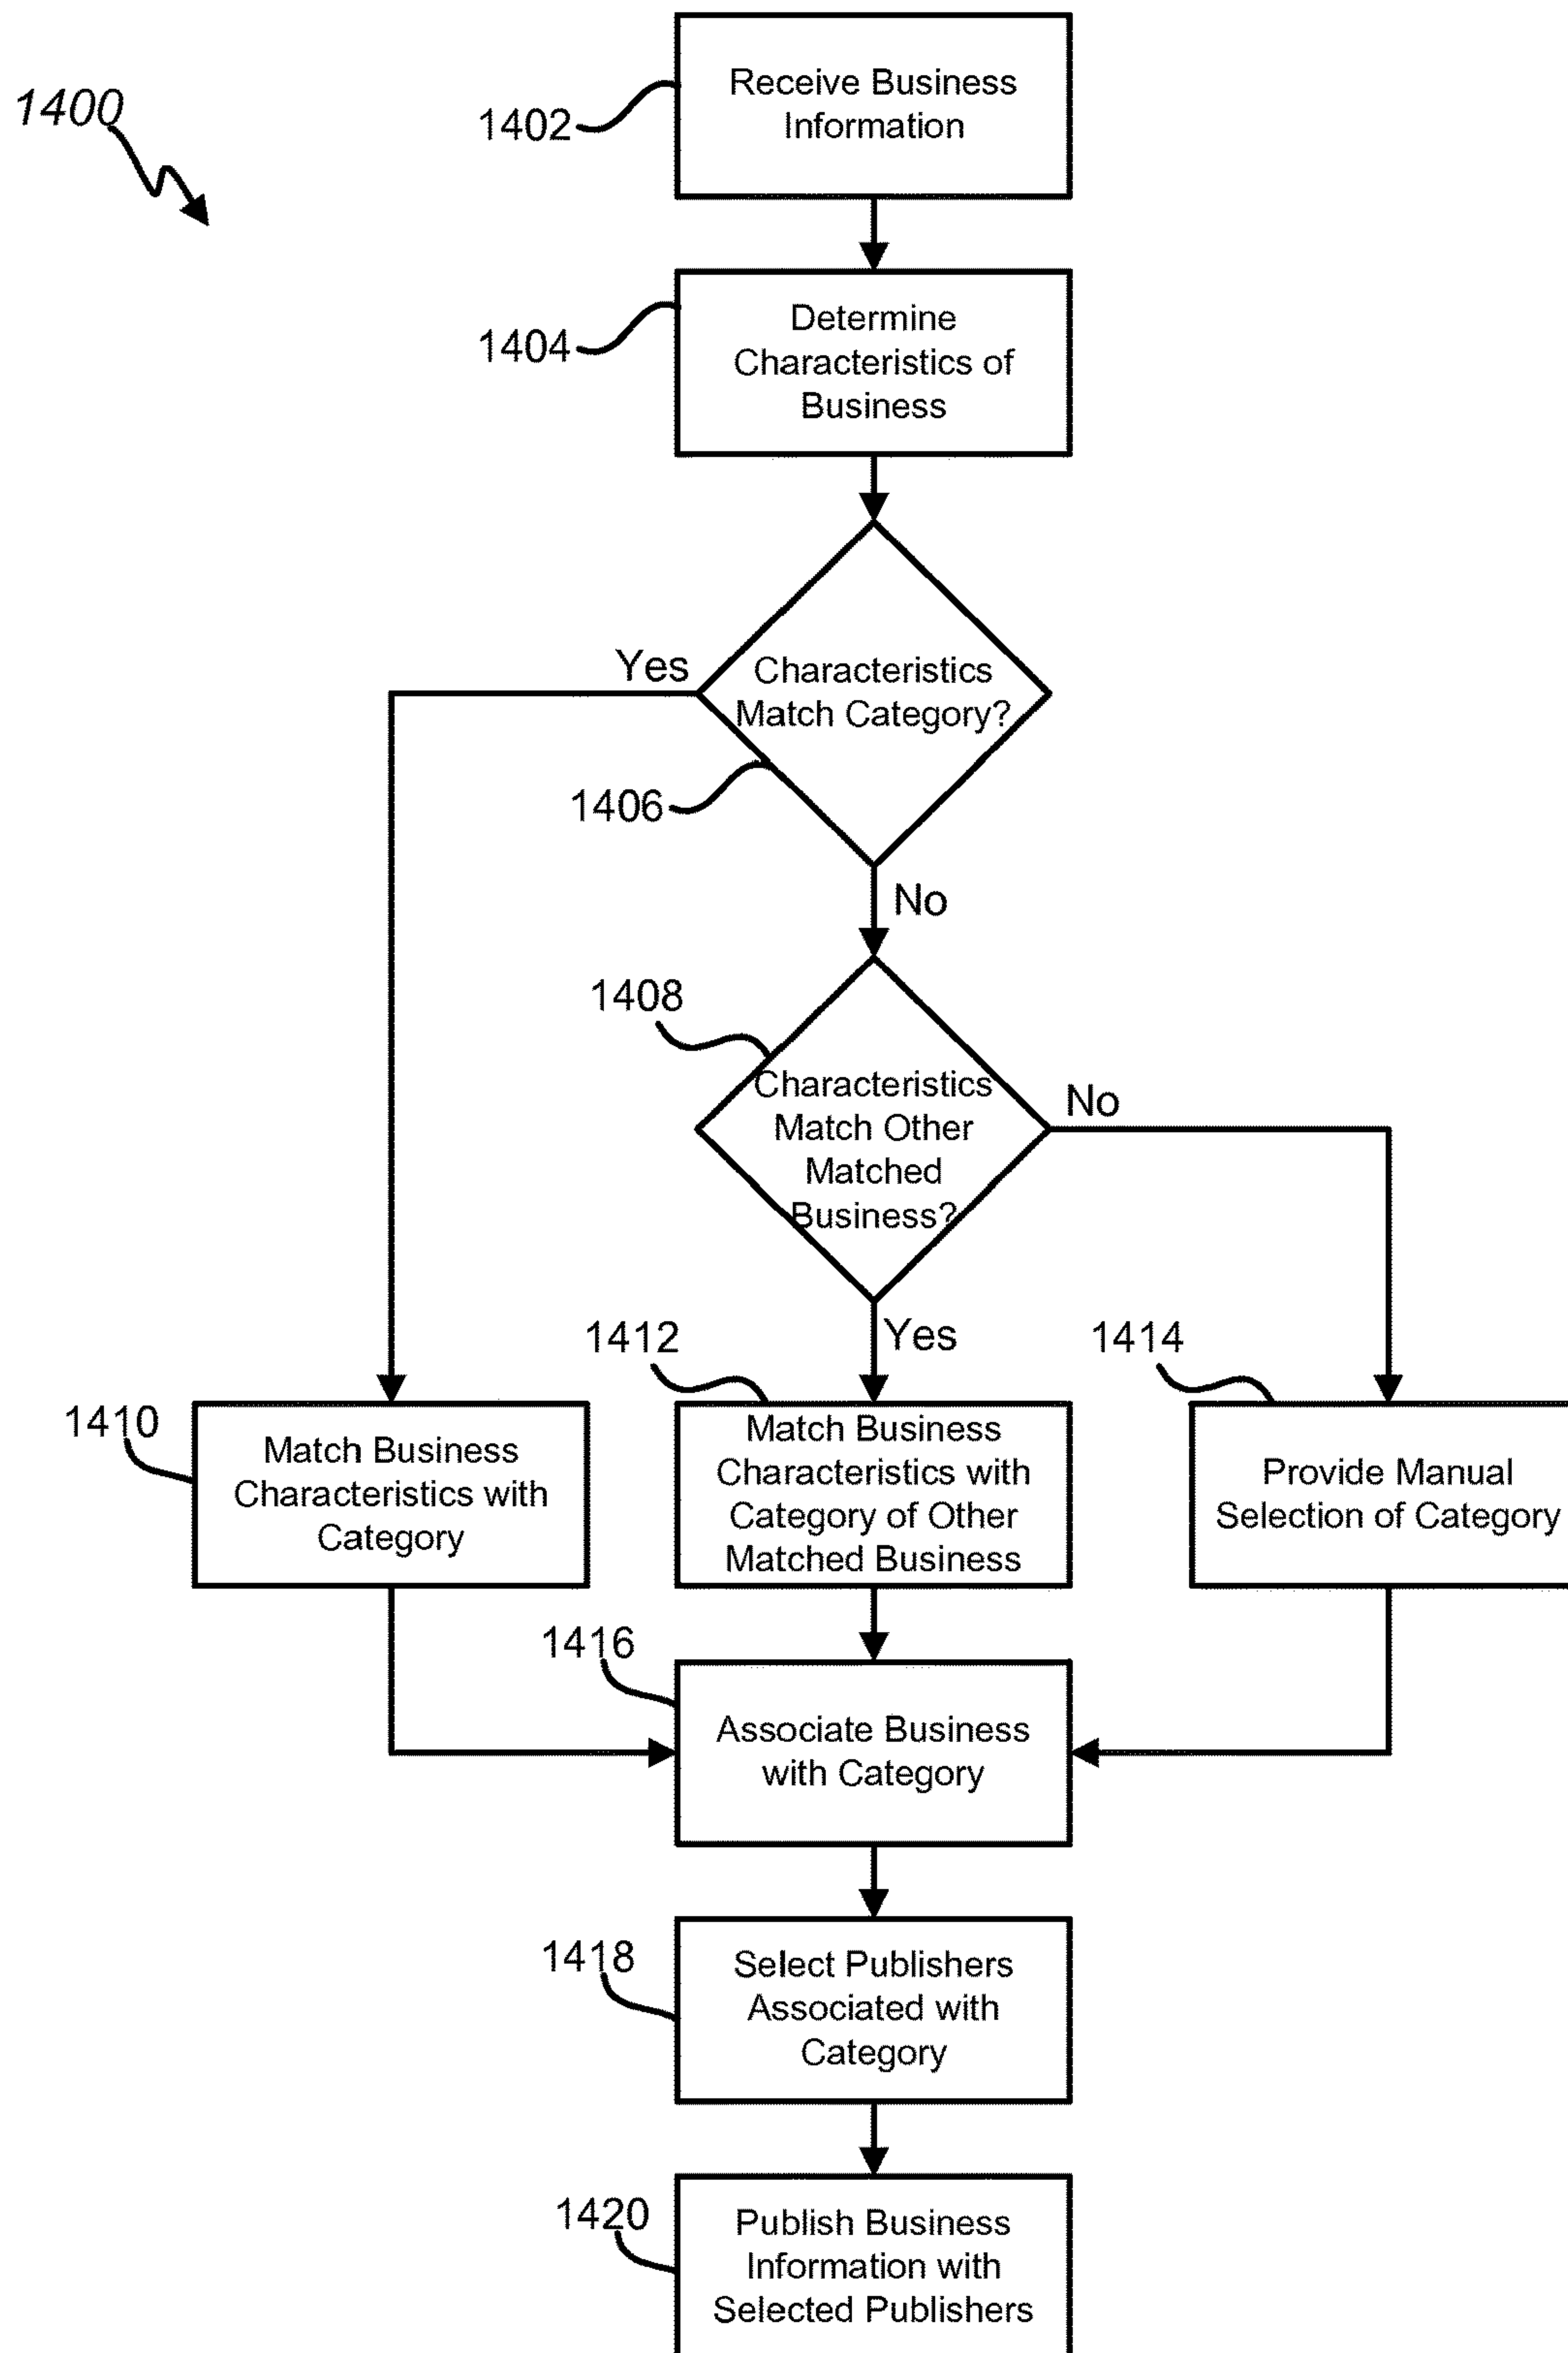 1400
1402
Receive Business
Information
1404
Determine
Characteristics of
Business
Yes
Characteristics
Match Category?
1406
No
1408
Characteristics
Match Other
Matched
Business?
No
Yes
1410
Match Business
Characteristics with
Category
1412
Match Business
Characteristics with
Category of Other
Matched Business
1414
Provide Manual
Selection of Category
1416
Associate Business
with Category
1418
Select Publishers
Associated with
Category
1420
Publish Business
Information with
Selected Publishers